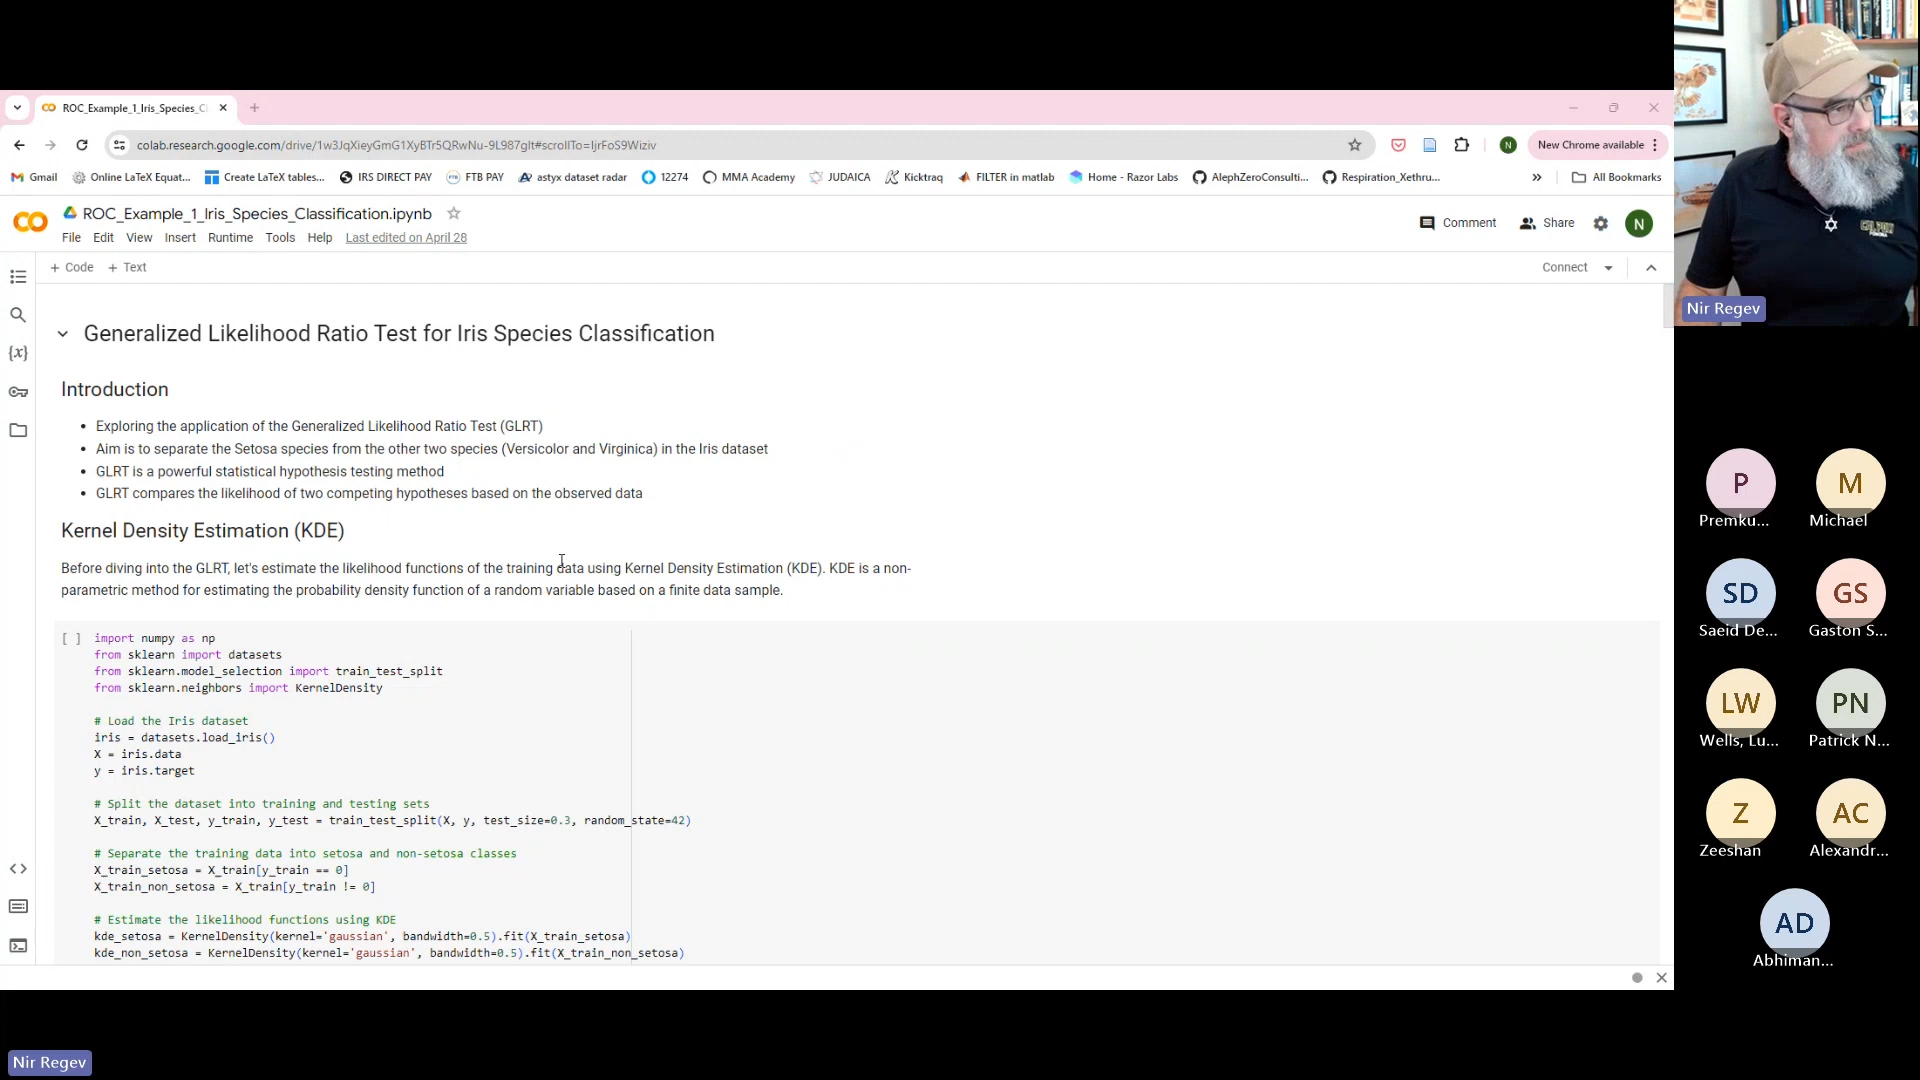 ROC_Example_1_Iris_Species_Cl
colab.research.google.com/drive/1w3JqXieyGmG1XyBTr5QRwNu-9L987glt#scrollTo=ljrFoS9Wiziv
N
New Chrome available
Gmail
Online LaTeX Equat...
Create LaTeX tables...
IRS DIRECT PAY
FTB PAY
astyx dataset radar
12274
MMA Academy
JUDAICA
Kicktraq
FILTER in matlab
Home - Razor Labs
AlephZeroConsulti...
Respiration_Xethru...
All Bookmarks
ROC_Example_1_Iris_Species_Classification.ipynb
File Edit View Insert Runtime Tools Help Last edited on April 28
Comment
Share
N
+ Code + Text
Connect
Generalized Likelihood Ratio Test for Iris Species Classification
Introduction
• Exploring the application of the Generalized Likelihood Ratio Test (GLRT)
• Aim is to separate the Setosa species from the other two species (Versicolor and Virginica) in the Iris dataset
• GLRT is a powerful statistical hypothesis testing method
• GLRT compares the likelihood of two competing hypotheses based on the observed data
Kernel Density Estimation (KDE)
Before diving into the GLRT, let's estimate the likelihood functions of the training data using Kernel Density Estimation (KDE). KDE is a non-
parametric method for estimating the probability density function of a random variable based on a finite data sample.
[ ] import numpy as np
from sklearn import datasets
from sklearn.model_selection import train_test_split
from sklearn.neighbors import KernelDensity
# Load the Iris dataset
iris = datasets.load_iris()
X = iris.data
y = iris.target
# Split the dataset into training and testing sets
X_train, X_test, y_train, y_test = train_test_split(X, y, test_size=0.3, random_state=42)
# Separate the training data into setosa and non-setosa classes
X_train_setosa = X_train[y_train == 0]
X_train_non_setosa = X_train[y_train != 0]
# Estimate the likelihood functions using KDE
kde_setosa = KernelDensity(kernel='gaussian', bandwidth=0.5).fit(X_train_setosa)
kde_non_setosa = KernelDensity(kernel='gaussian', bandwidth=0.5).fit(X_train_non_setosa)
Nir Regev
P
Premku...
M
Michael
SD
Saeid De...
GS
Gaston S...
LW
Wells, Lu...
PN
Patrick N...
Z
Zeeshan
AC
Alexandr...
AD
Abhiman...
Nir Regev